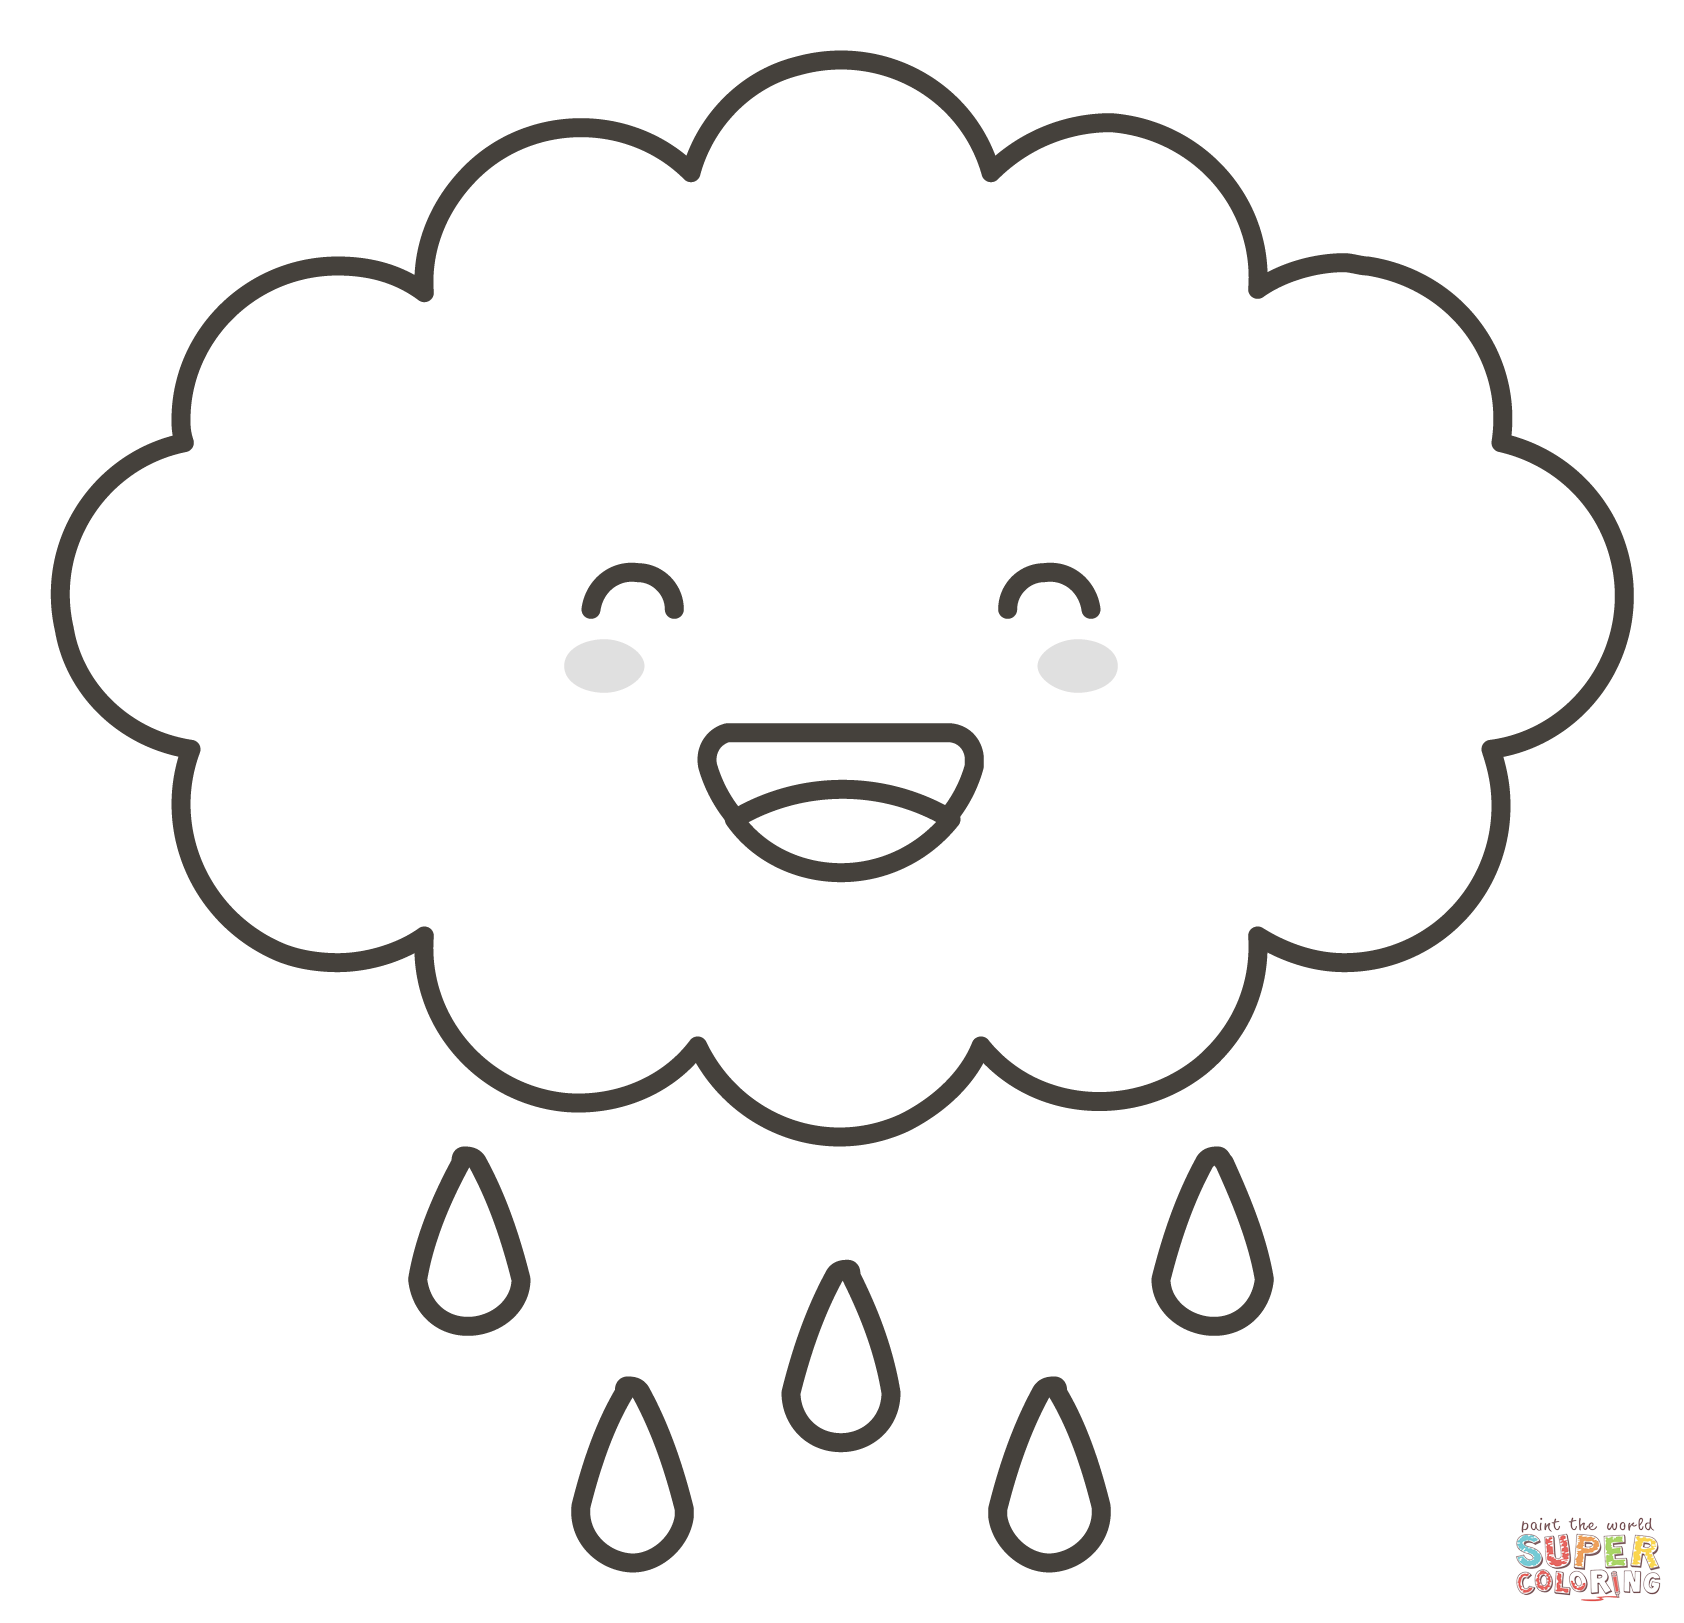 paint the world
SUPER
COLORING